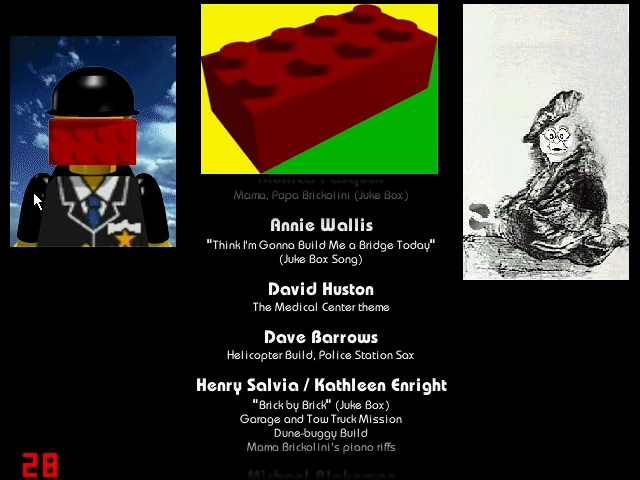 Mama, Papa Brickolini (Juke Box)
Annie Wallis
"Think I'm Gonna Build Me a Bridge Today"
(Juke Box Song)
David Huston
The Medical Center theme
Dave Barrows
Helicopter Build, Police Station Sax
Henry Salvia / Kathleen Enright
"Brick by Brick" (Juke Box)
Garage and Tow Truck Mission
Dune-buggy Build
Mama Brickolini's piano riffs
28